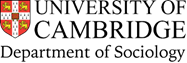 UNIVERSITY OF
CAMBRIDGE
Department of Sociology